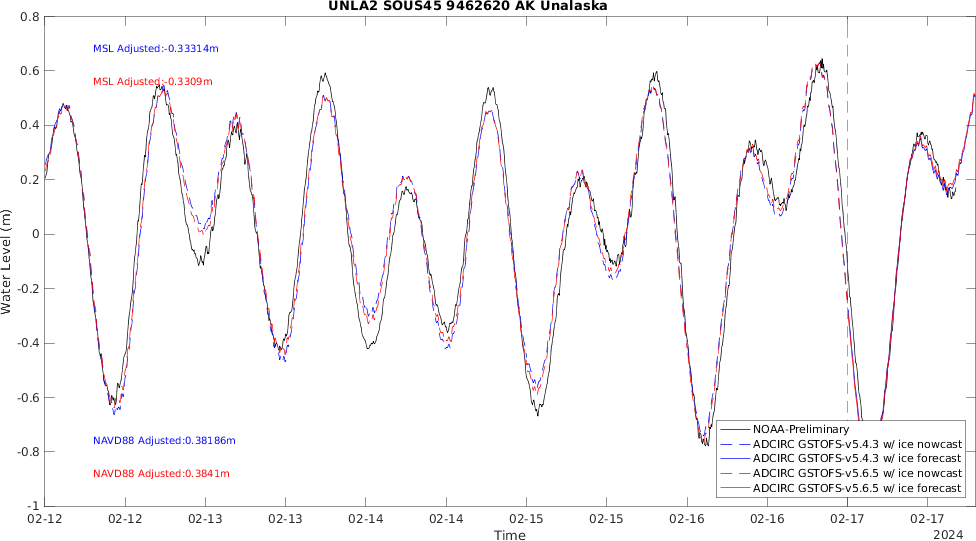 UNLA2 SOUS45 9462620 AK Unalaska
0.8
0.6
0.4
0.2
0
-0.2
-0.4
-0.6
-0.8
-1
Water Level (m)
MSL Adjusted:-0.33314m
MSL Adjusted:-0.3309m
NAVD88 Adjusted:0.38186m
NAVD88 Adjusted:0.3841m
NOAA-Preliminary
ADCIRC GSTOFS-v5.4.3 w/ ice nowcast
ADCIRC GSTOFS-v5.4.3 w/ ice forecast
ADCIRC GSTOFS-v5.6.5 w/ ice nowcast
ADCIRC GSTOFS-v5.6.5 w/ ice forecast
02-12 02-12 02-13 02-13 02-14 02-14 02-15 02-15 02-16 02-16 02-17 02-17
Time
2024